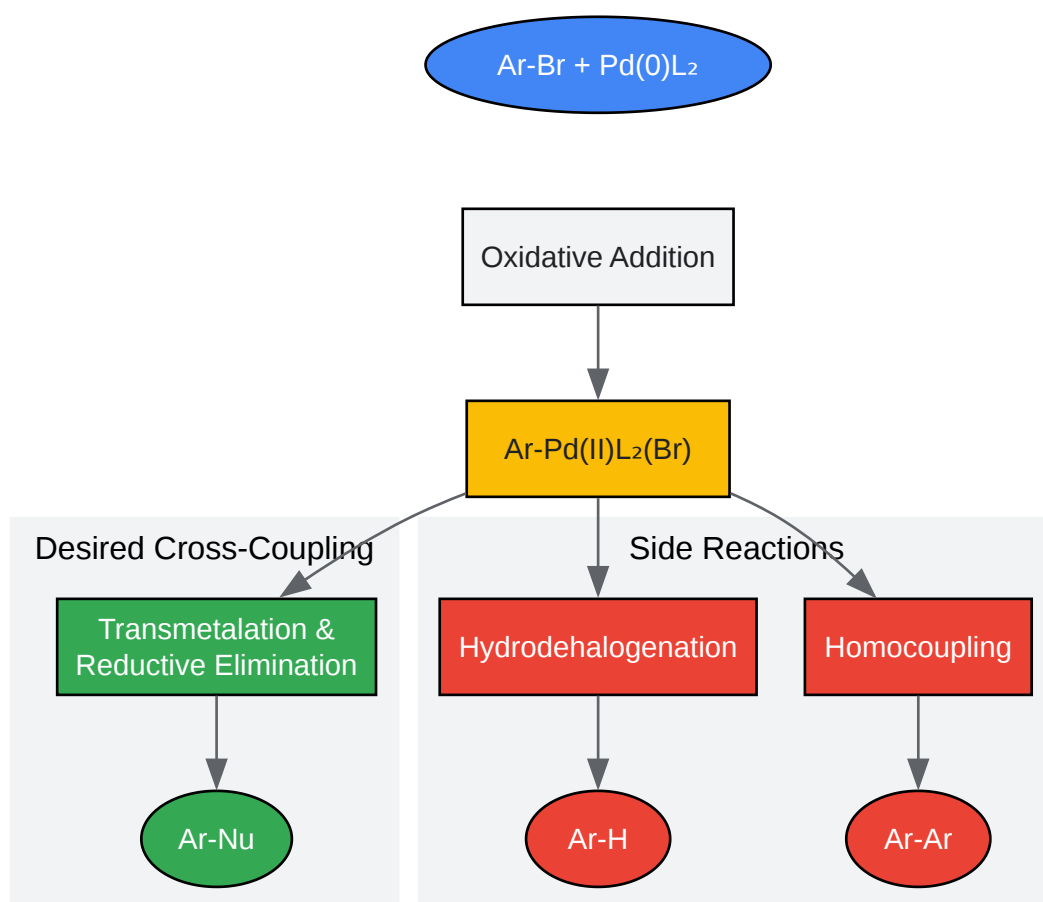 Ar-Br + Pd(0)L₂
Oxidative Addition
Ar-Pd(II)L₂(Br)
Desired Cross-Coupling
Side Reactions
Transmetalation &
Reductive Elimination
Hydrodehalogenation
Homocoupling
Ar-Nu
Ar-H
Ar-Ar